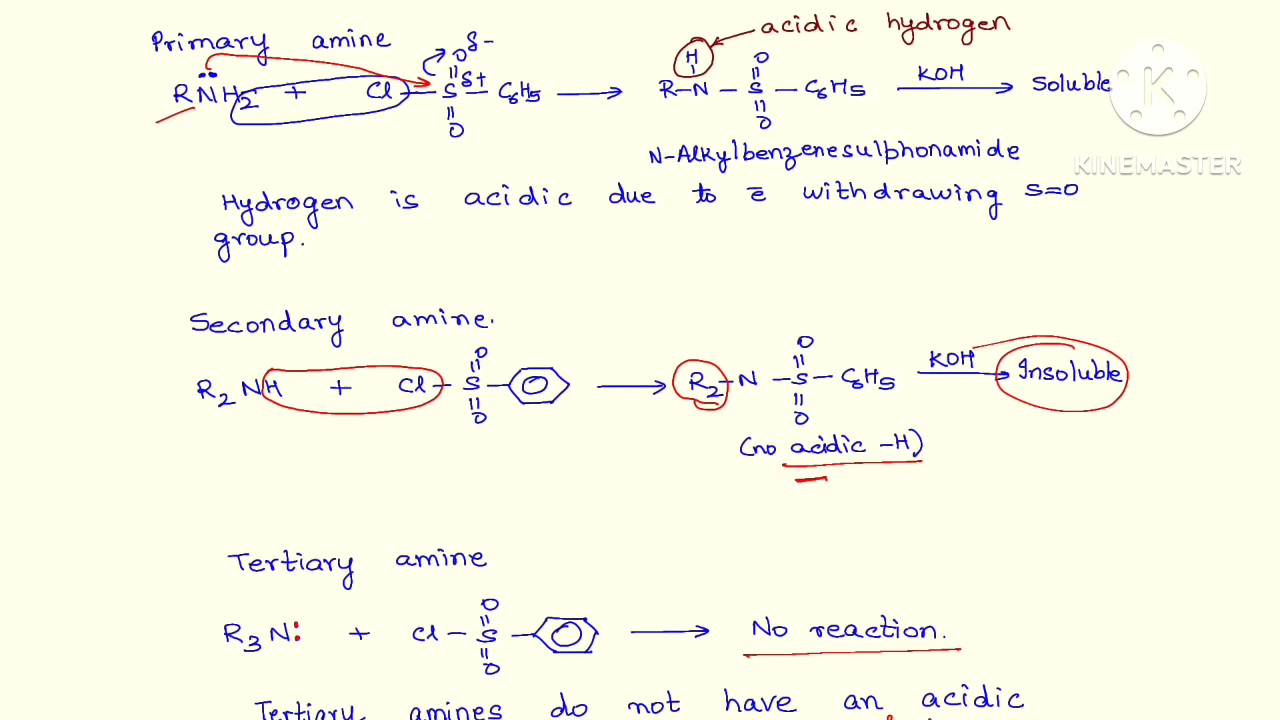 acidic hydrogen
Primary amine
RNH2 + Cl – S – C6H5 → R–N – S – C6H5 KOH → Soluble
O δ- δ+ O H O O
N-Alkylbenzenesulphonamide
KINEMASTER
Hydrogen is acidic due to e̅ withdrawing S=O
group.
Secondary amine.
R2NH + Cl – S – → R2–N – S – C6H5 KOH → Insoluble
O O O O
(no acidic -H)
Tertiary amine
R3N: + Cl – S – → No reaction.
O O
Tertiary amines do not have an acidic